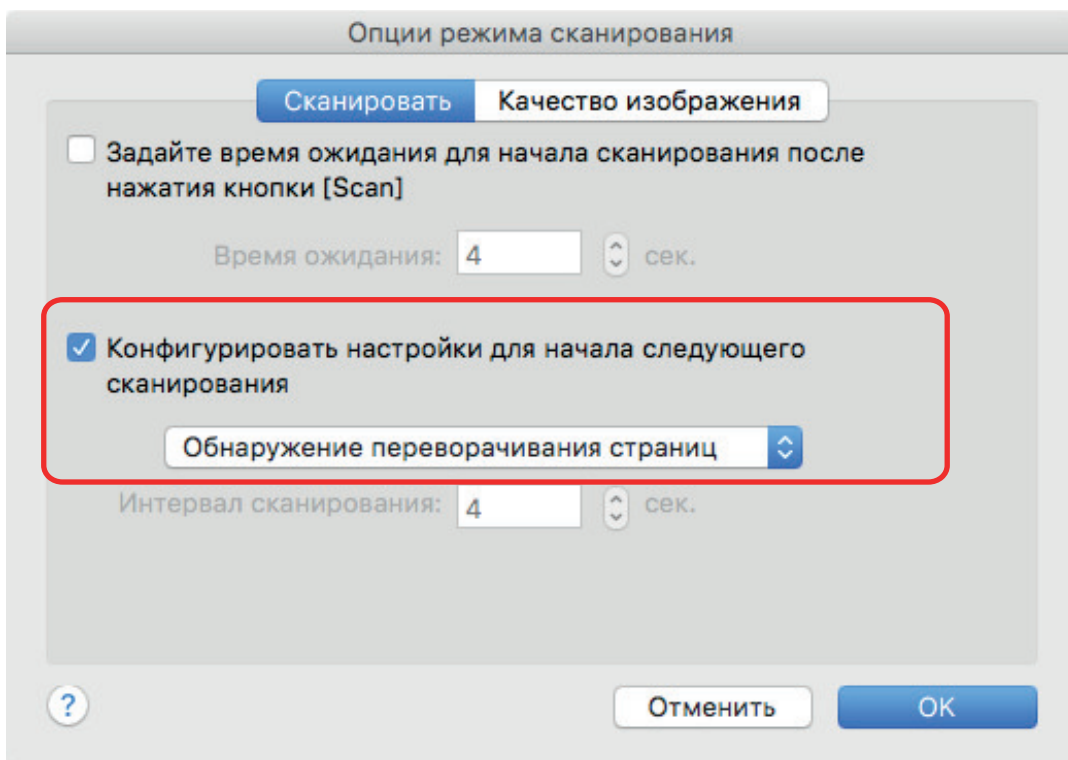 Опции режима сканирования
Сканировать Качество изображения
Задайте время ожидания для начала сканирования после
нажатия кнопки [Scan]
Время ожидания: 4 сек.
Конфигурировать настройки для начала следующего
сканирования
Обнаружение переворачивания страниц
Интервал сканирования: 4 сек.
? Отменить OK